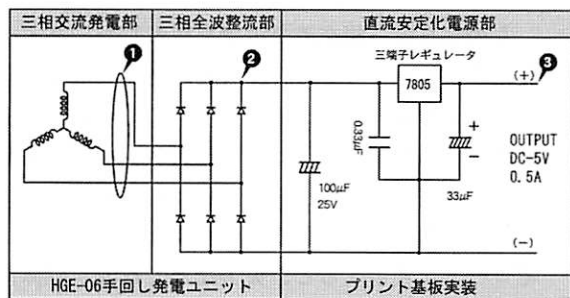 三相交流発電部
三相全波整流部
直流安定化電源部
1
2
3
三端子レギュレータ
7805
(+)
0.33μF
+
-
100μF
25V
33μF
OUTPUT
DC-5V
0.5A
(-)
HGE-06手回し発電ユニット
プリント基板実装